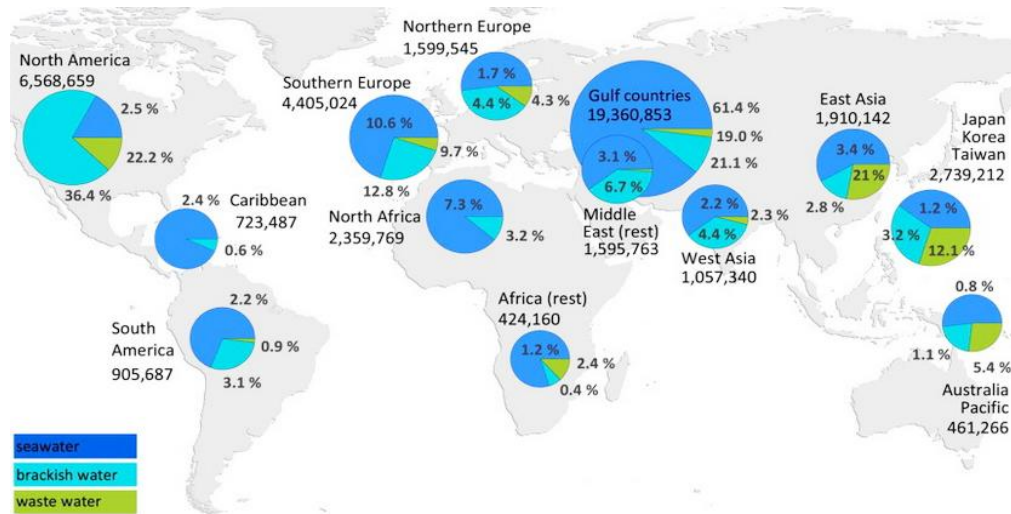 North America
6,568,659
2.5 %
22.2 %
36.4 %
Northern Europe
1,599,545
1.7 %
4.4 %
4.3 %
Southern Europe
4,405,024
10.6 %
9.7 %
12.8 %
Gulf countries
19,360,853
61.4 %
19.0 %
21.1 %
3.1 %
6.7 %
Middle
East (rest)
1,595,763
East Asia
1,910,142
3.4 %
21 %
2.8 %
Japan
Korea
Taiwan
2,739,212
1.2 %
3.2 %
12.1 %
Caribbean
723,487
2.4 %
0.6 %
North Africa
2,359,769
7.3 %
3.2 %
2.2 %
2.3 %
4.4 %
West Asia
1,057,340
South
America
905,687
2.2 %
0.9 %
3.1 %
Africa (rest)
424,160
1.2 %
2.4 %
0.4 %
0.8 %
1.1 %
5.4 %
Australia
Pacific
461,266
seawater
brackish water
waste water